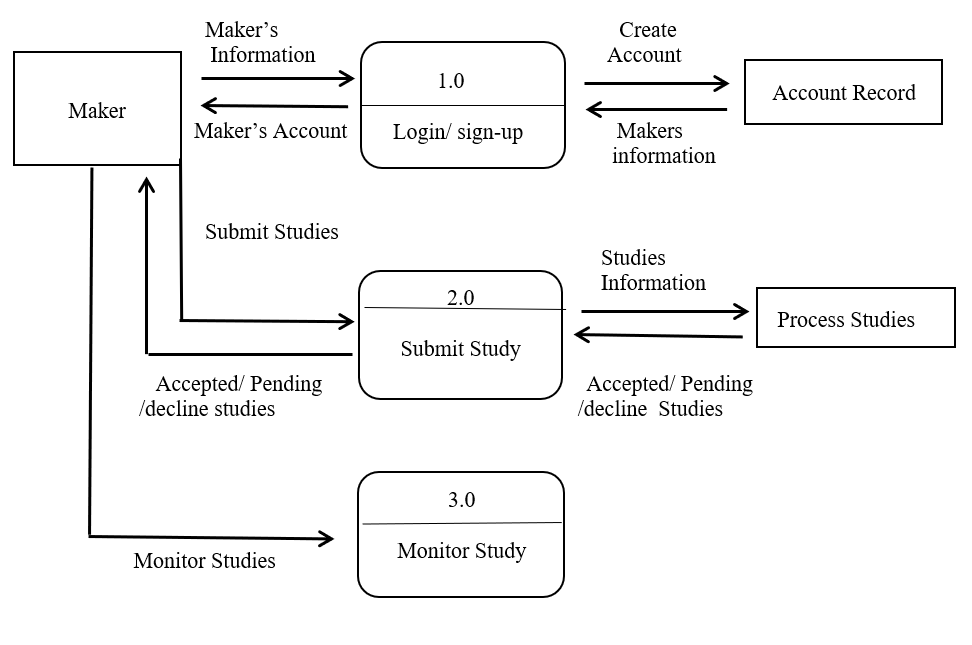 Maker
Maker's
Information
Maker's Account
1.0
Login/ sign-up
Create
Account
Makers
information
Account Record
Submit Studies
Accepted/ Pending
/decline studies
2.0
Submit Study
Studies
Information
Accepted/ Pending
/decline  Studies
Process Studies
Monitor Studies
3.0
Monitor Study